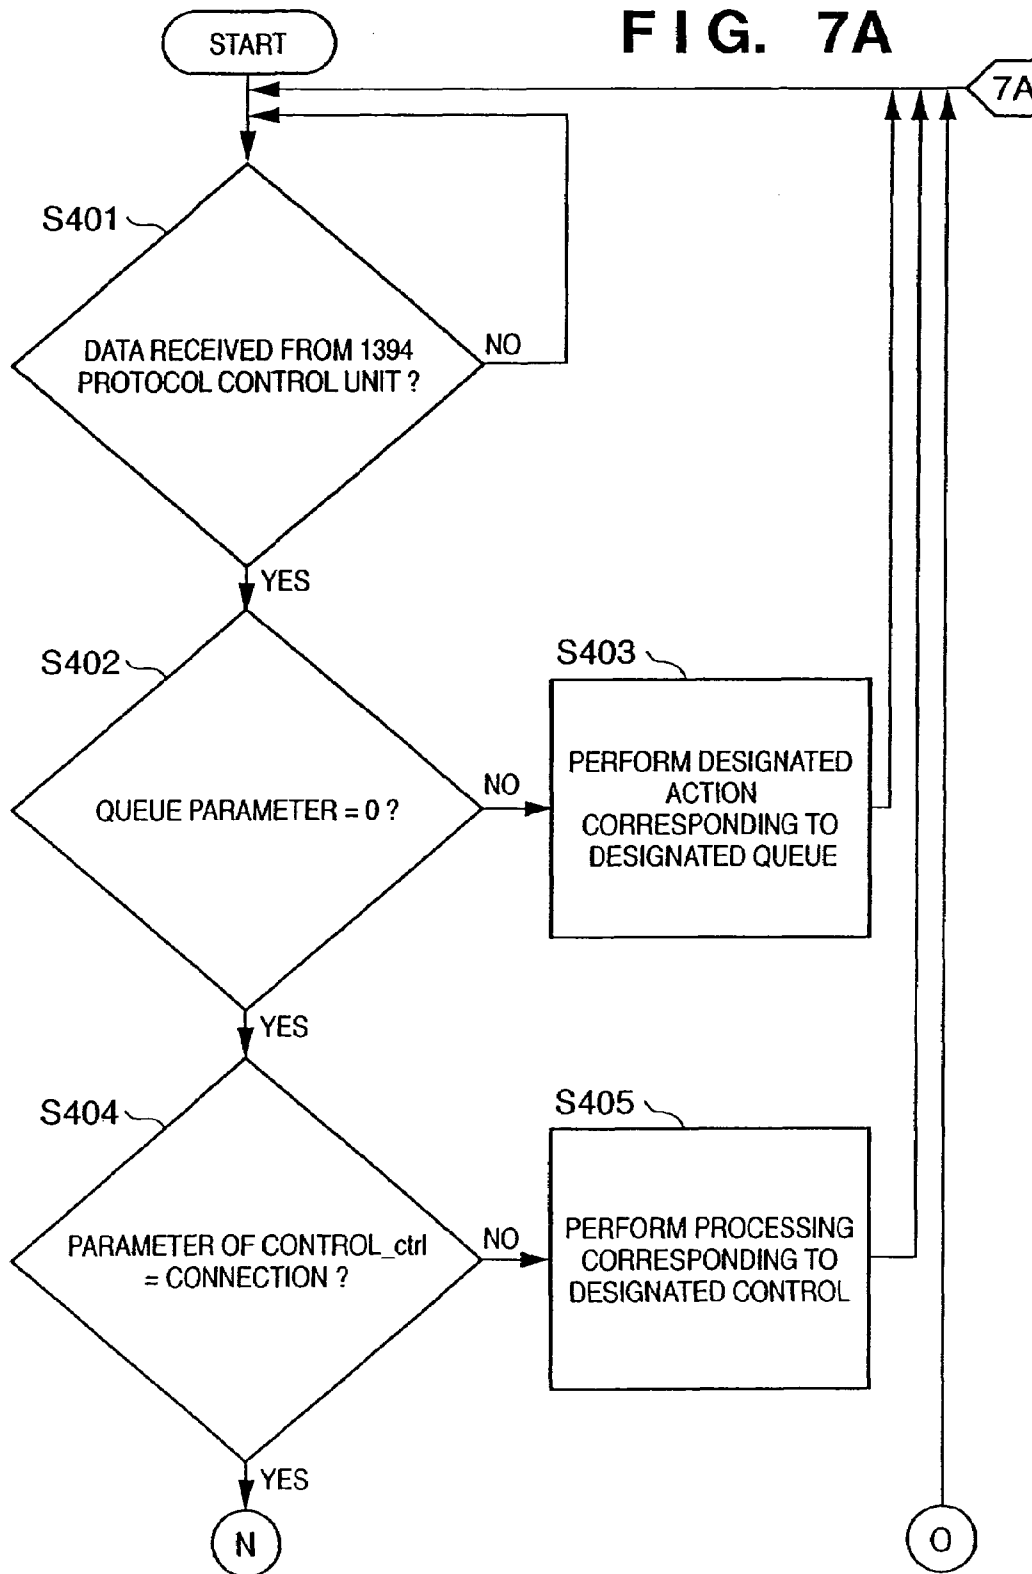 FIG. 7A
START
7A
S401
DATA RECEIVED FROM 1394
PROTOCOL CONTROL UNIT ?
NO
YES
S402
QUEUE PARAMETER = 0 ?
NO
S403
PERFORM DESIGNATED
ACTION
CORRESPONDING TO
DESIGNATED QUEUE
YES
S404
PARAMETER OF CONTROL_ctrl
= CONNECTION ?
NO
S405
PERFORM PROCESSING
CORRESPONDING TO
DESIGNATED CONTROL
YES
N
O